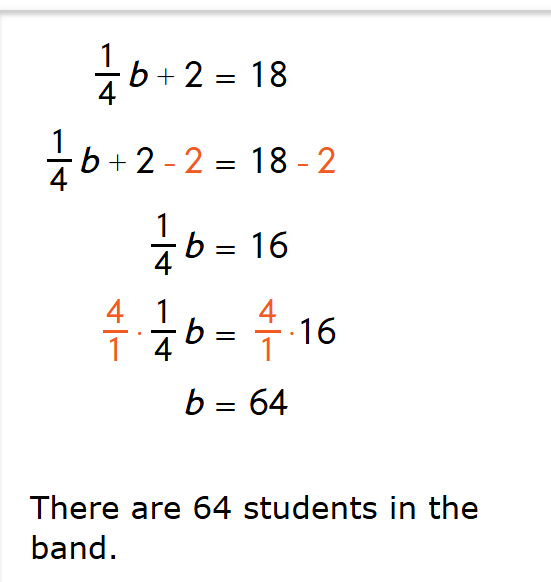 1/4 b + 2 = 18
1/4 b + 2 - 2 = 18 - 2
1/4 b = 16
4/1 · 1/4 b = 4/1 · 16
b = 64
There are 64 students in the
band.